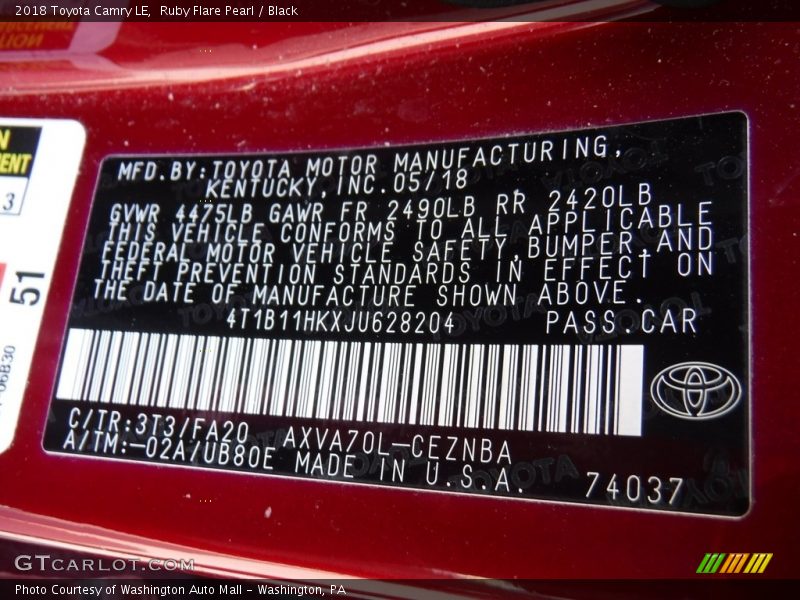 2018 Toyota Camry LE,  Ruby Flare Pearl / Black
MENT
3
51
-06B30
MFD.BY:TOYOTA MOTOR MANUFACTURING,
KENTUCKY,INC.05/18
GVWR 4475LB GAWR FR 2490LB RR 2420LB
THIS VEHICLE CONFORMS TO ALL APPLICABLE
FEDERAL MOTOR VEHICLE SAFETY,BUMPER,AND
THEFT PREVENTION STANDARDS IN EFFECT ON
THE DATE OF MANUFACTURE SHOWN ABOVE.
4T1B11HKXJU628204 PASS.CAR
C/TR:3T3/FA20 AXVA70L-CEZNBA
A/TM:-02A/UB80E MADE IN U.S.A.
74037
GTCARLOT.COM
Photo Courtesy of Washington Auto Mall - Washington, PA